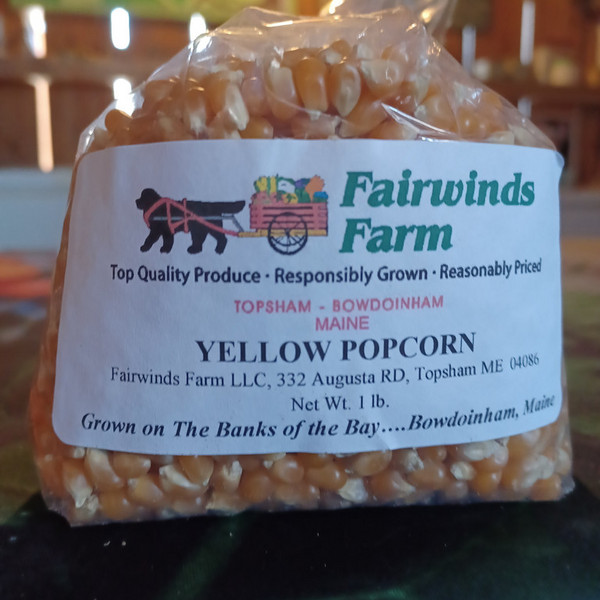 Fairwinds
Farm
Top Quality Produce · Responsibly Grown · Reasonably Priced
TOPSHAM - BOWDOINHAM
MAINE
YELLOW POPCORN
Fairwinds Farm LLC, 332 Augusta RD, Topsham ME 04086
Net Wt. 1 lb.
Grown on The Banks of the Bay....Bowdoinham, Maine